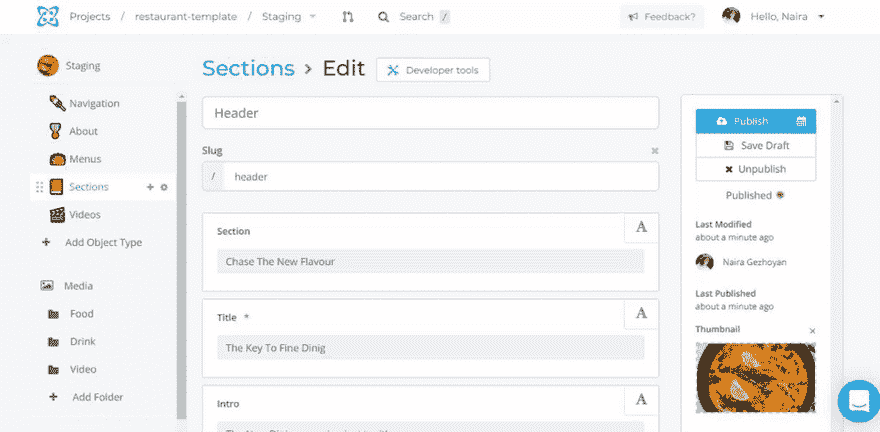 Projects / restaurant-template / Staging Search / Feedback? Hello, Naira
Staging
Navigation
About
Menus
Sections
Videos
Add Object Type
Media
Food
Drink
Video
Add Folder
Sections > Edit Developer tools
Header
Slug
/ header
Section A
Chase The New Flavour
Title * A
The Key To Fine Dinig
Intro A
Publish
Save Draft
Unpublish
Published
Last Modified
about a minute ago
Naira Gezhoyan
Last Published
about a minute ago
Thumbnail